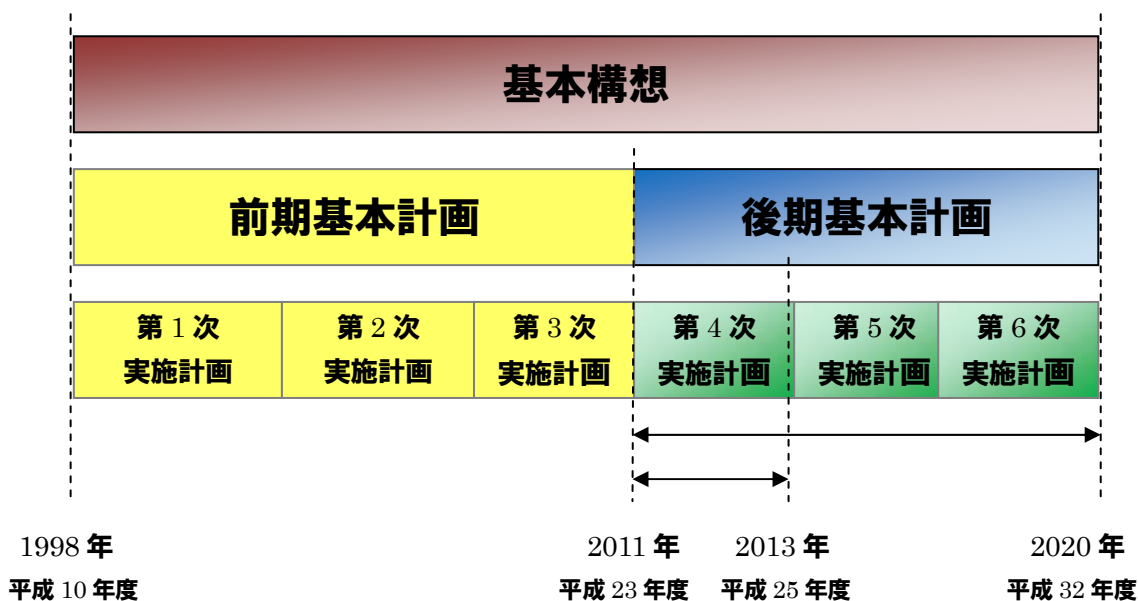 基本構想
前期基本計画
後期基本計画
第 1 次
実施計画
第 2 次
実施計画
第 3 次
実施計画
第 4 次
実施計画
第 5 次
実施計画
第 6 次
実施計画
1998 年
平成 10 年度
2011 年
平成 23 年度
2013 年
平成 25 年度
2020 年
平成 32 年度